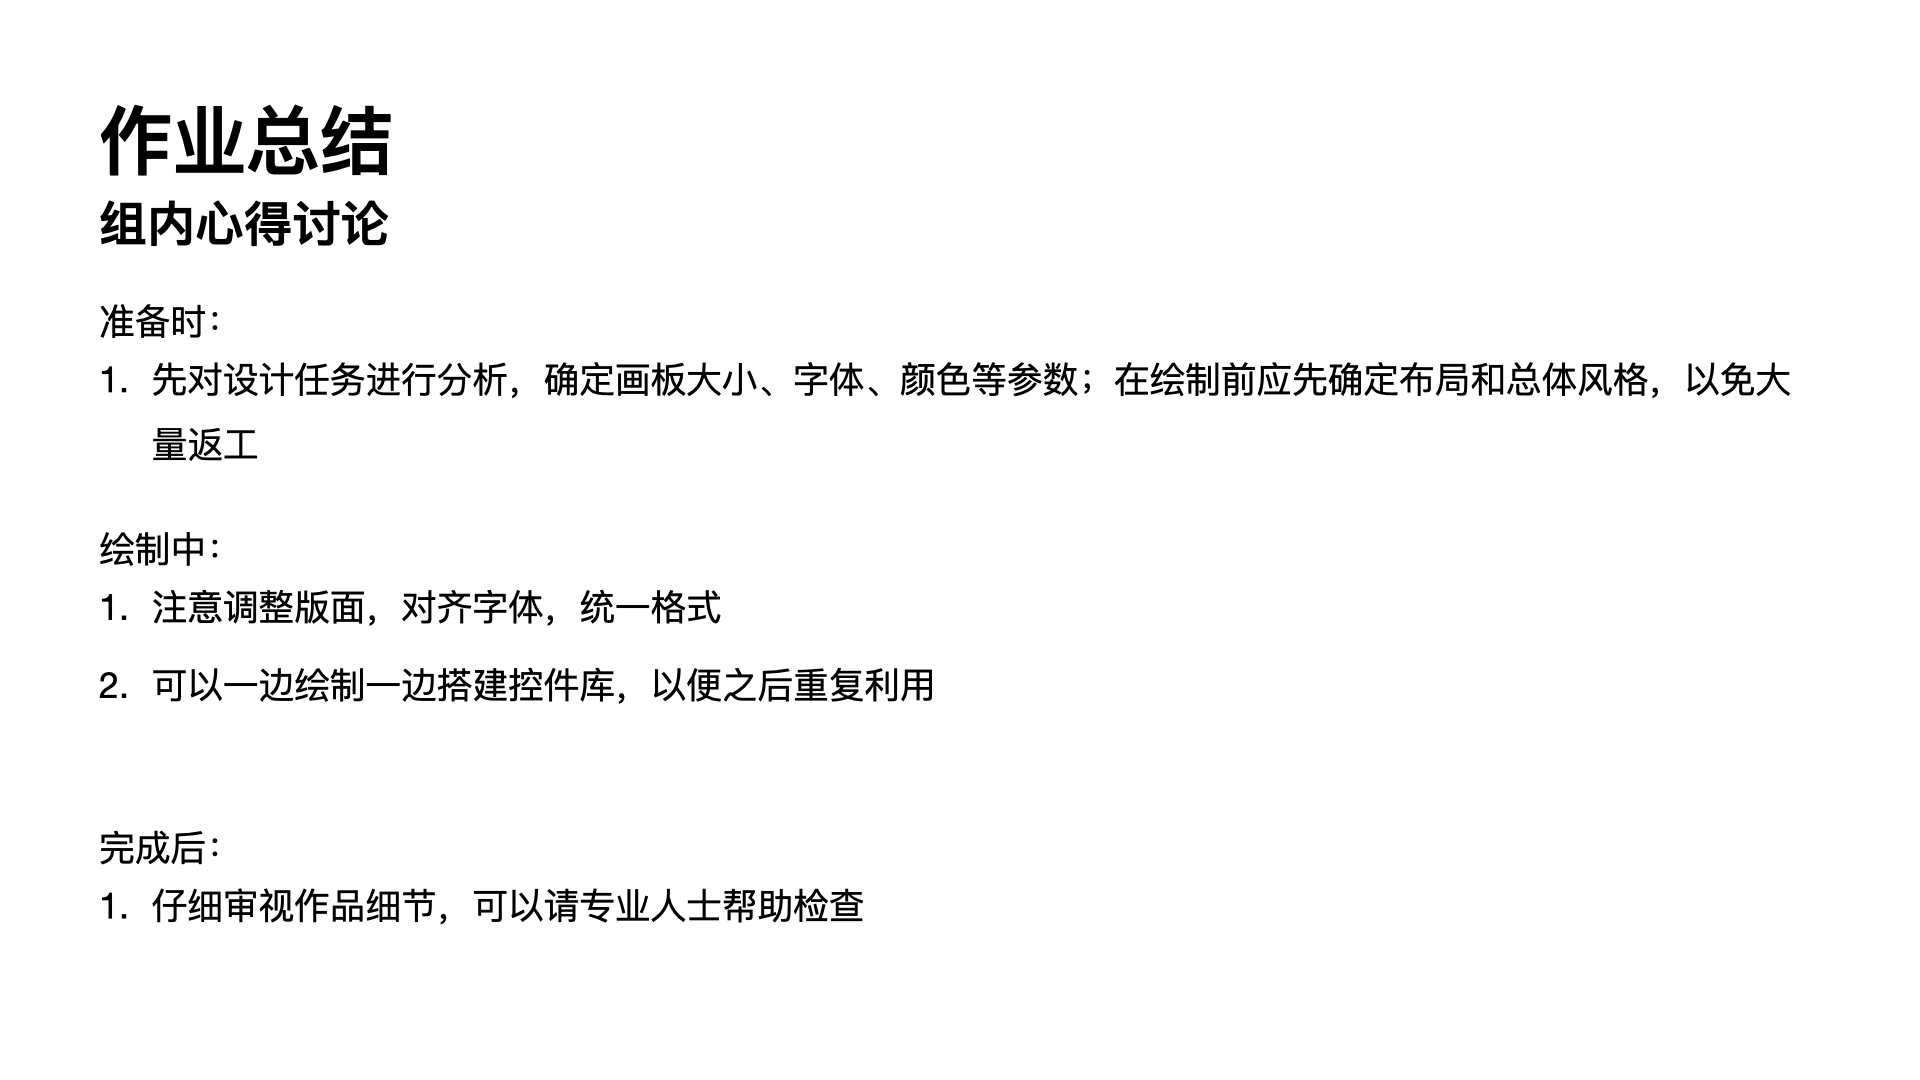 作业总结
组内心得讨论
准备时：
1. 先对设计任务进行分析，确定画板大小、字体、颜色等参数；在绘制前应先确定布局和总体风格，以免大
量返工
绘制中：
1. 注意调整版面，对齐字体，统一格式
2. 可以一边绘制一边搭建控件库，以便之后重复利用
完成后：
1. 仔细审视作品细节，可以请专业人士帮助检查